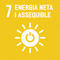 7 ENERGIA NETA
I ASSEQUIBLE